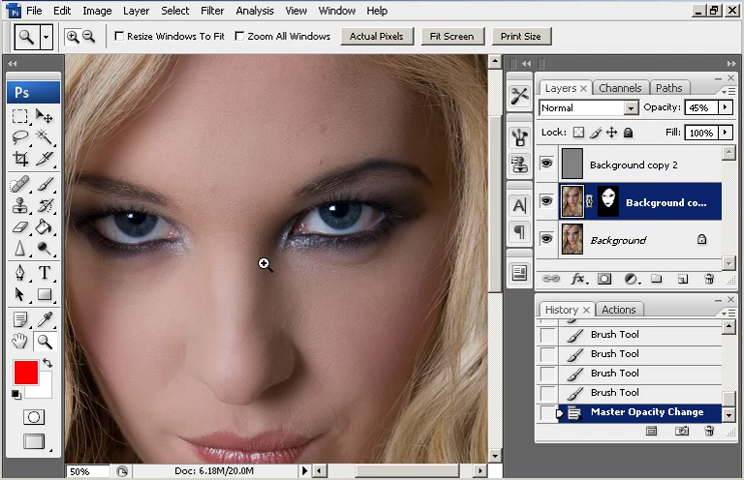 Ps File Edit Image Layer Select Filter Analysis View Window Help
Resize Windows To Fit Zoom All Windows Actual Pixels Fit Screen Print Size
Ps
Layers Channels Paths
Normal Opacity: 45%
Lock: Fill: 100%
Background copy 2
Background co...
Background
T
A
History Actions
Brush Tool
Brush Tool
Brush Tool
Brush Tool
Master Opacity Change
50% Doc: 6.18M/20.0M